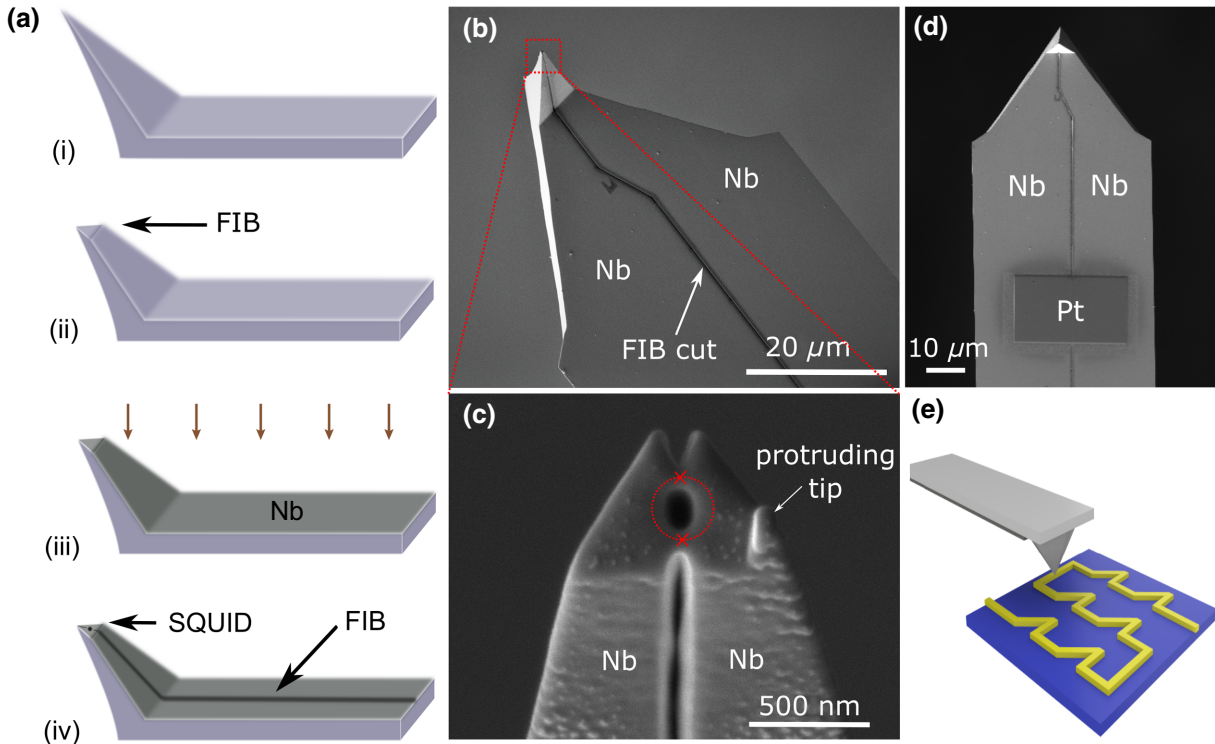 (a)
(i)
FIB
(ii)
Nb
(iii)
SQUID
FIB
(iv)
(b)
Nb
Nb
FIB cut
20 µm
(c)
protruding
tip
Nb
Nb
500 nm
(d)
Nb
Nb
Pt
10 µm
(e)